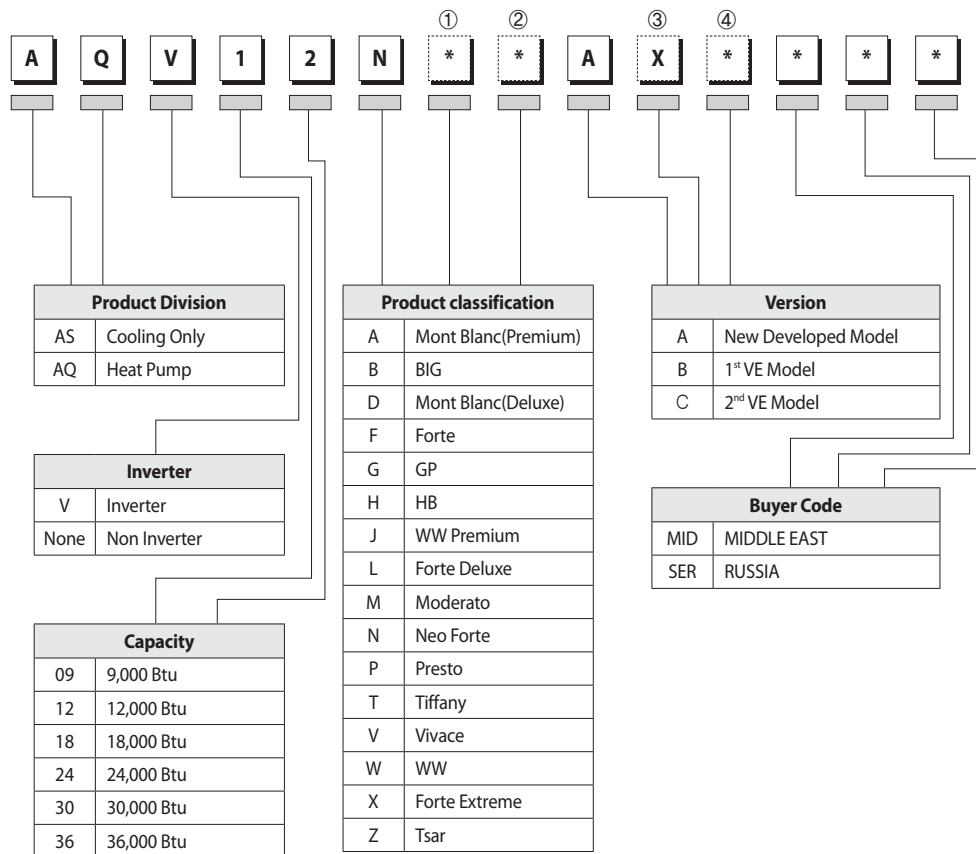 ① ② ③ ④
A Q V 1 2 N * * A X * * * *
Product Division
AS Cooling Only
AQ Heat Pump
Inverter
V Inverter
None Non Inverter
Capacity
09 9,000 Btu
12 12,000 Btu
18 18,000 Btu
24 24,000 Btu
30 30,000 Btu
36 36,000 Btu
Product classification
A Mont Blanc(Premium)
B BIG
D Mont Blanc(Deluxe)
F Forte
G GP
H HB
J WW Premium
L Forte Deluxe
M Moderato
N Neo Forte
P Presto
T Tiffany
V Vivace
W WW
X Forte Extreme
Z Tsar
Version
A New Developed Model
B 1st VE Model
C 2nd VE Model
Buyer Code
MID MIDDLE EAST
SER RUSSIA